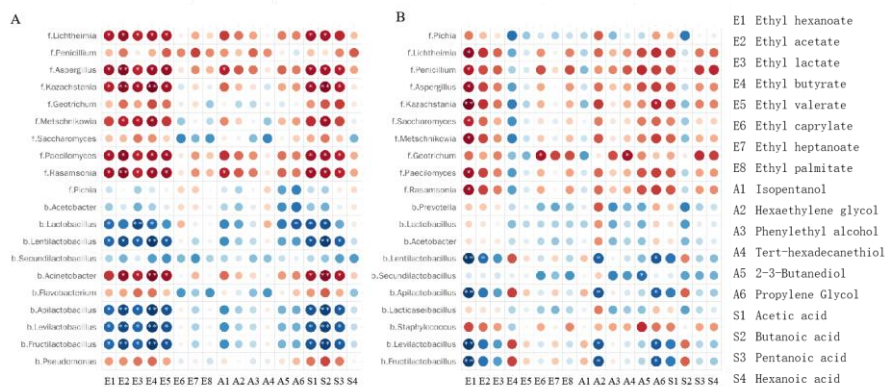 A
f.Lichtheimia
f.Penicillium
f.Aspergillus
f.Kazachstania
f.Geotrichum
f.Metschnikowia
f.Saccharomyces
f.Paecilomyces
f.Rasamsonia
f.Pichia
b.Acetobacter
b.Lactobacillus
b.Lentilactobacillus
b.Secundilactobacillus
b.Acinetobacter
b.Flavobacterium
b.Apilactobacillus
b.Levilactobacillus
b.Fructilactobacillus
b.Pseudomonas
E1 E2 E3 E4 E5 E6 E7 E8 A1 A2 A3 A4 A5 A6 S1 S2 S3 S4
B
f.Pichia
f.Lichtheimia
f.Penicillium
f.Aspergillus
f.Kazachstania
f.Saccharomyces
f.Metschnikowia
f.Geotrichum
f.Paecilomyces
f.Rasamsonia
b.Prevotella
b.Lactobacillus
b.Acetobacter
b.Lentilactobacillus
b.Secundilactobacillus
b.Apilactobacillus
b.Lacticaseibacillus
b.Staphylococcus
b.Levilactobacillus
b.Fructilactobacillus
E1 E2 E3 E4 E5 E6 E7 E8 A1 A2 A3 A4 A5 A6 S1 S2 S3 S4
E1 Ethyl hexanoate
E2 Ethyl acetate
E3 Ethyl lactate
E4 Ethyl butyrate
E5 Ethyl valerate
E6 Ethyl caprylate
E7 Ethyl heptanoate
E8 Ethyl palmitate
A1 Isopentanol
A2 Hexaethylene glycol
A3 Phenylethyl alcohol
A4 Tert-hexadecanethiol
A5 2-3-Butanediol
A6 Propylene Glycol
S1 Acetic acid
S2 Butanoic acid
S3 Pentanoic acid
S4 Hexanoic acid